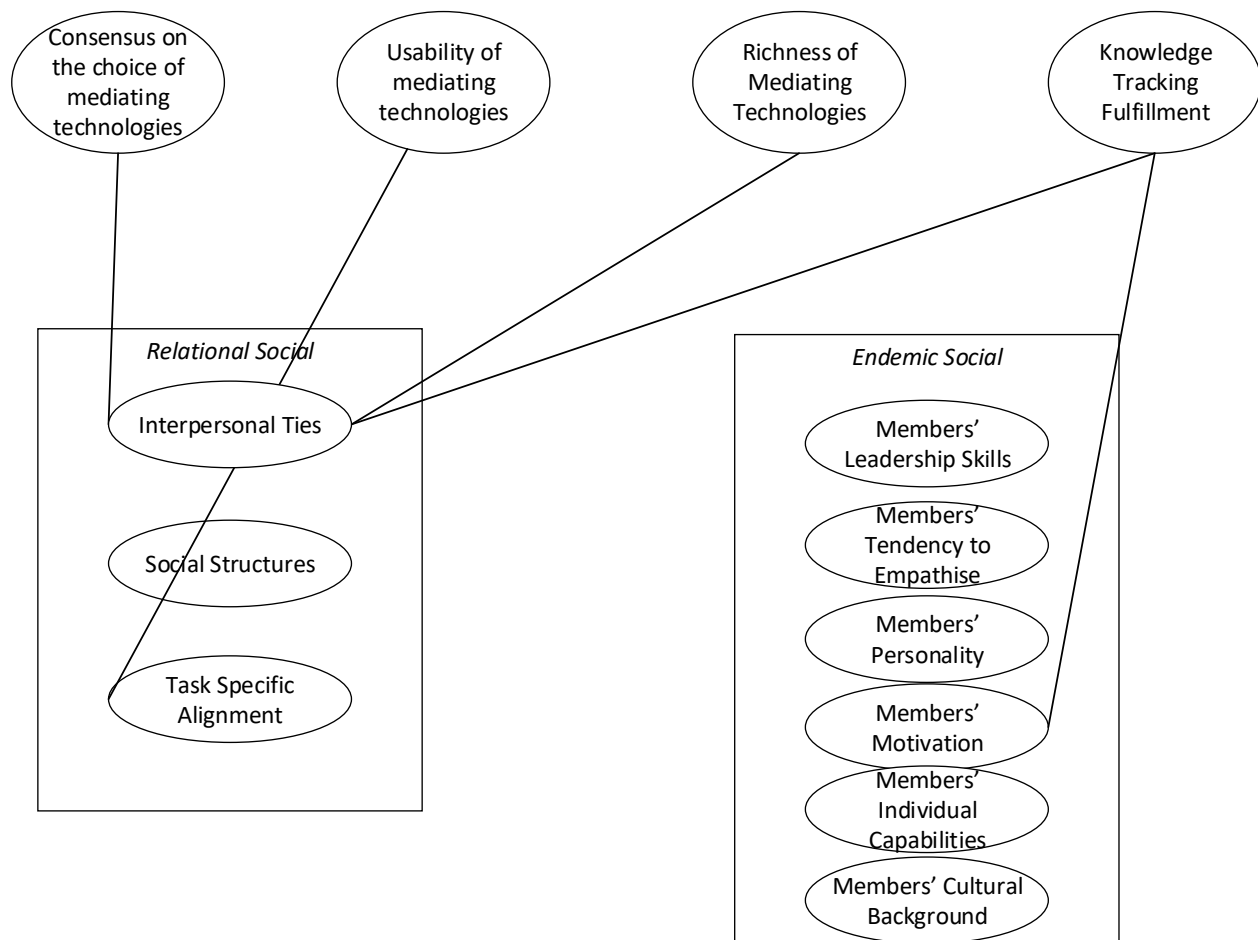 Consensus on
the choice of
mediating
technologies
Usability of
mediating
technologies
Richness of
Mediating
Technologies
Knowledge
Tracking
Fulfillment
Relational Social
Interpersonal Ties
Social Structures
Task Specific
Alignment
Endemic Social
Members’
Leadership Skills
Members’
Tendency to
Empathise
Members’
Personality
Members’
Motivation
Members’
Individual
Capabilities
Members’ Cultural
Background